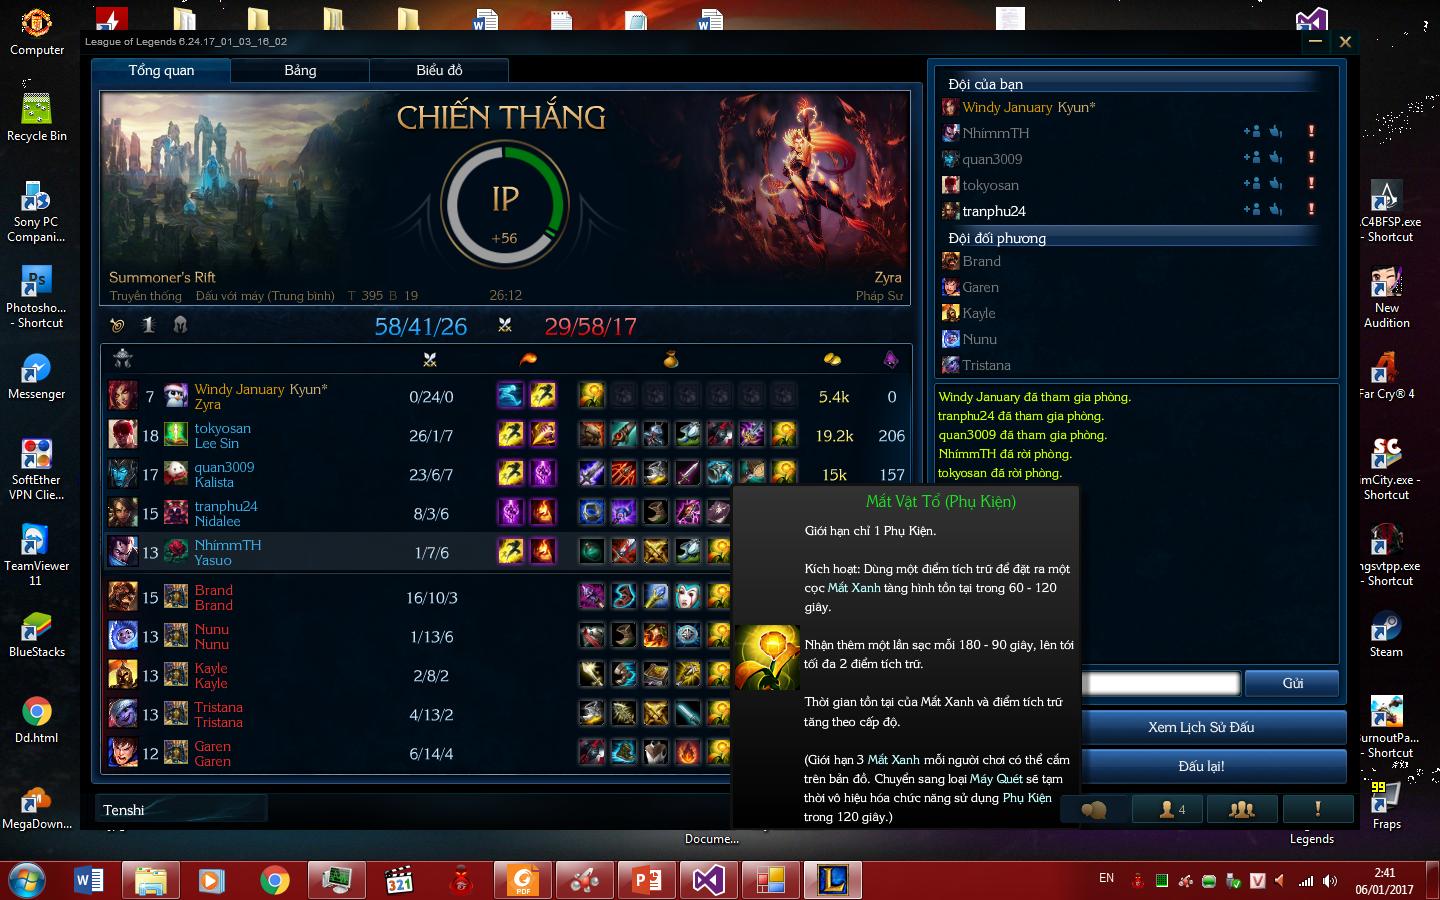 Computer
Recycle Bin
Sony PC
Compani...
Photosho...
- Shortcut
Messenger
SoftEther
VPN Clie...
TeamViewer
11
BlueStacks
Dd.html
MegaDown...
League of Legends 6.24.17_01_03_16_02
Tổng quan
Bảng
Biểu đồ
CHIẾN THẮNG
IP
+56
Summoner's Rift
Zyra
Truyền thống Đấu với máy (Trung bình) T 395 B 19
26:12
Pháp Sư
1
58/41/26
29/58/17
7 Windy January Kyun* 0/24/0 5.4k 0
Zyra
18 tokyosan 26/1/7 19.2k 206
Lee Sin
17 quan3009 23/6/7 15k 157
Kalista
15 tranphu24 8/3/6
Nidalee
13 NhímmTH 1/7/6
Yasuo
15 Brand 16/10/3
Brand
13 Nunu 1/13/6
Nunu
13 Kayle 2/8/2
Kayle
13 Tristana 4/13/2
Tristana
12 Garen 6/14/4
Garen
Tenshi
Mắt Vật Tổ (Phụ Kiện)
Giới hạn chỉ 1 Phụ Kiện.
Kích hoạt: Dùng một điểm tích trữ để đặt ra một
cọc Mắt Xanh tàng hình tồn tại trong 60 - 120
giây.
Nhận thêm một lần sạc mỗi 180 - 90 giây, lên tới
tối đa 2 điểm tích trữ.
Thời gian tồn tại của Mắt Xanh và điểm tích trữ
tăng theo cấp độ.
(Giới hạn 3 Mắt Xanh mỗi người chơi có thể cắm
trên bản đồ. Chuyển sang loại Máy Quét sẽ tạm
thời vô hiệu hóa chức năng sử dụng Phụ Kiện
trong 120 giây.)
Đội của bạn
Windy January Kyun*
NhímmTH
quan3009
tokyosan
tranphu24
Đội đối phương
Brand
Garen
Kayle
Nunu
Tristana
Windy January đã tham gia phòng.
tranphu24 đã tham gia phòng.
quan3009 đã tham gia phòng.
NhímmTH đã rời phòng.
tokyosan đã rời phòng.
Gửi
Xem Lịch Sử Đấu
Đấu lại!
4
Docume...
Legends
C4BFSP.exe
- Shortcut
New
Audition
Far Cry® 4
imCity.exe -
Shortcut
ngsvtpp.exe
- Shortcut
Steam
urnoutPa...
- Shortcut
99
Fraps
EN
2:41
06/01/2017